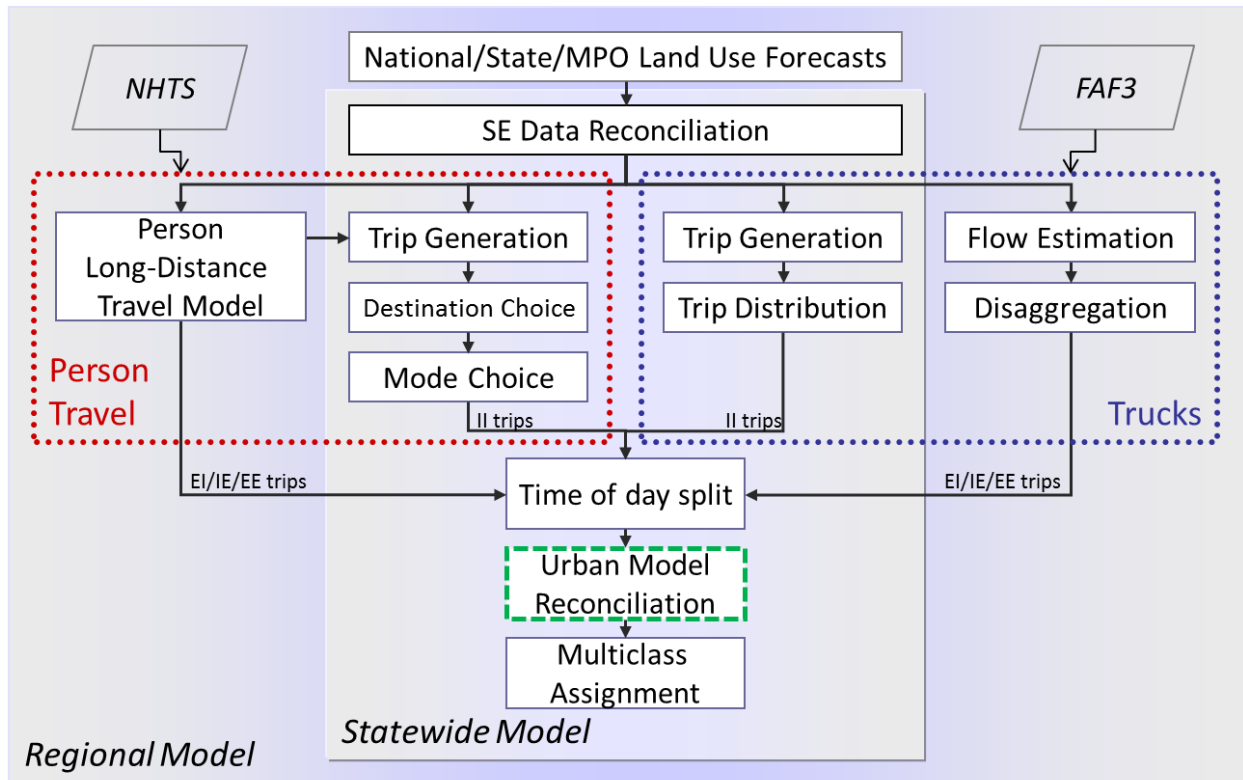 National/State/MPO Land Use Forecasts
NHTS
FAF3
SE Data Reconciliation
Person
Long-Distance
Travel Model
Trip Generation
Destination Choice
Mode Choice
Trip Generation
Trip Distribution
Flow Estimation
Disaggregation
Person
Travel
Trucks
II trips
II trips
EI/IE/EE trips
EI/IE/EE trips
Time of day split
Urban Model
Reconciliation
Multiclass
Assignment
Statewide Model
Regional Model